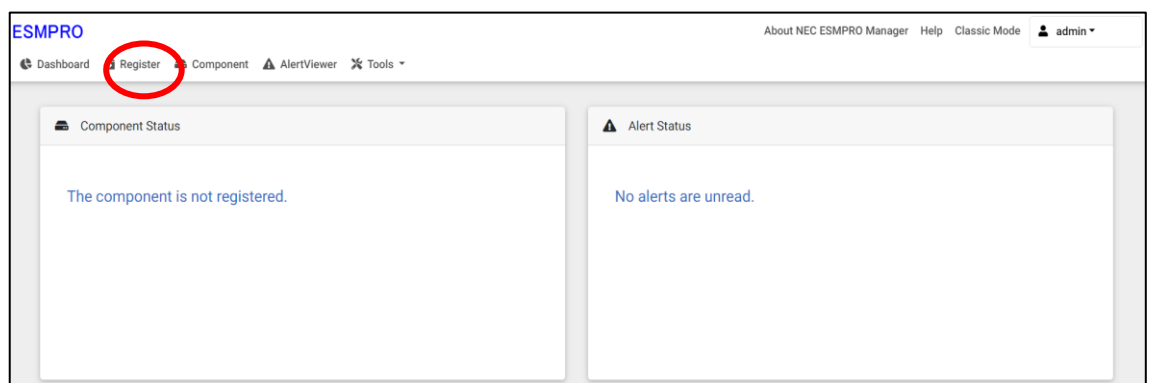 ESMPRO
About NEC ESMPRO Manager Help Classic Mode admin
Dashboard Register Component AlertViewer Tools
Component Status
Alert Status
The component is not registered.
No alerts are unread.